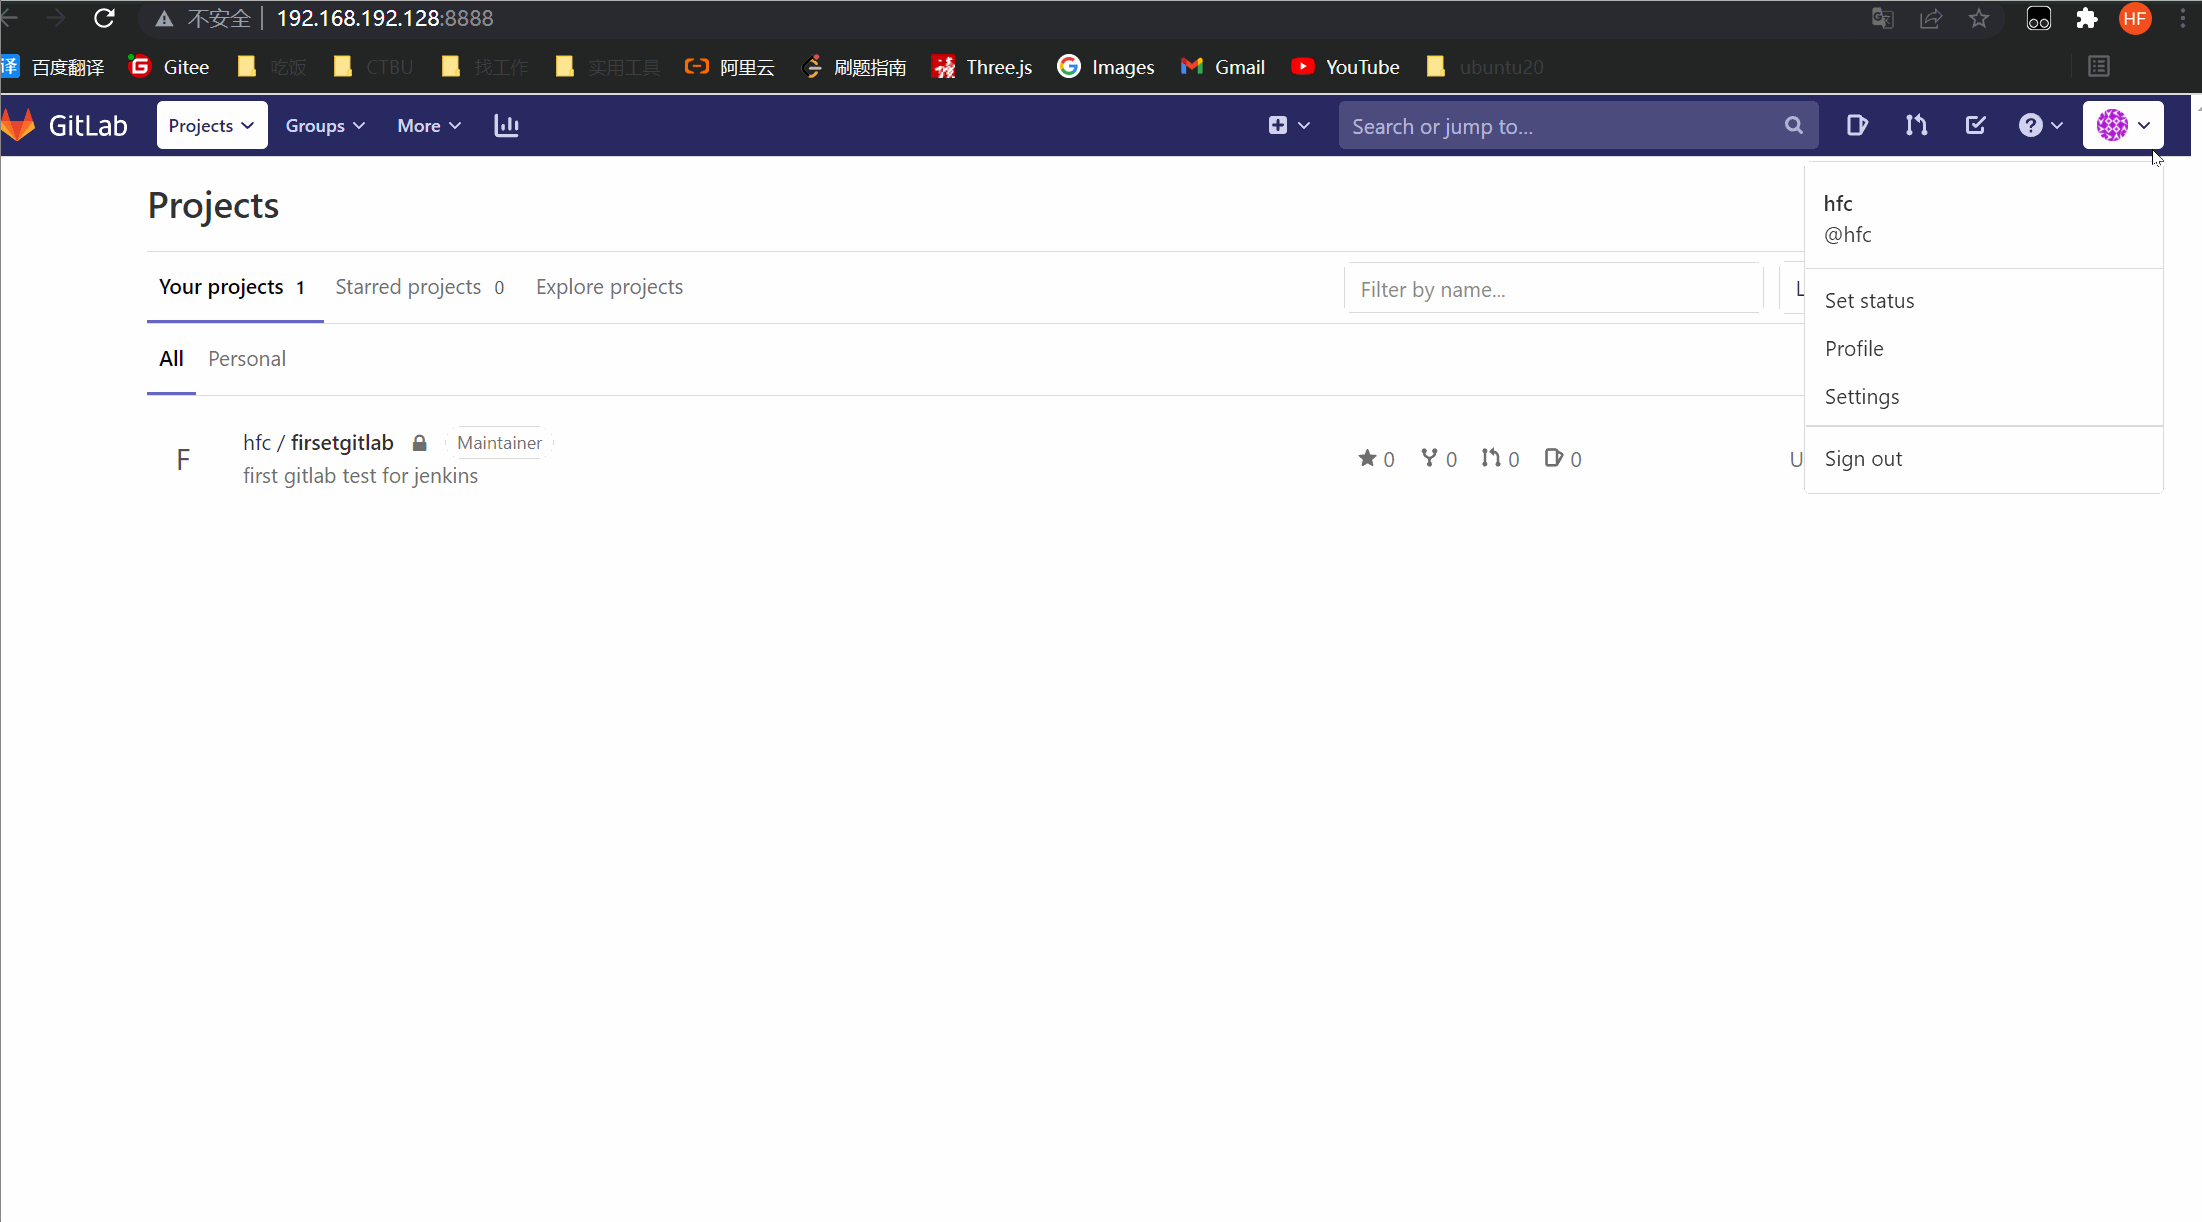 不安全 192.168.192.128:8888
HF
译 百度翻译 Gitee 吃饭 CTBU 找工作 实用工具 阿里云 刷题指南 Three.js Images Gmail YouTube ubuntu20
GitLab Projects Groups More Search or jump to...
Projects
hfc
@hfc
Your projects 1 Starred projects 0 Explore projects Filter by name... L
Set status
All Personal
Profile
Settings
F hfc / firsetgitlab Maintainer
first gitlab test for jenkins
0 0 0 0 U
Sign out